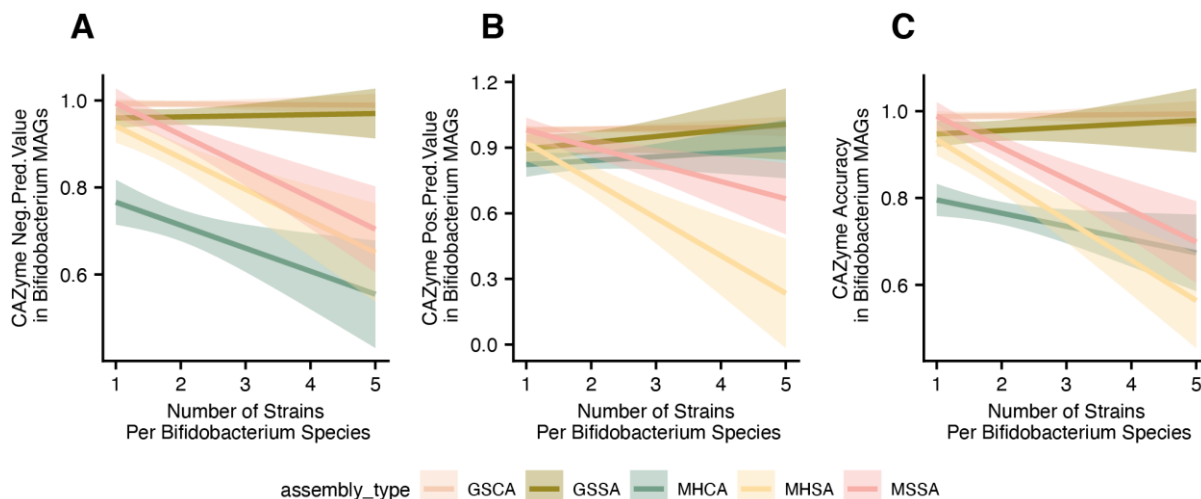 A
B
C
CAZyme Neg.Pred.Value
in Bifidobacterium MAGs
1.0
0.8
0.6
1 2 3 4 5
Number of Strains
Per Bifidobacterium Species
CAZyme Pos.Pred.Value
in Bifidobacterium MAGs
1.2
0.9
0.6
0.3
0.0
1 2 3 4 5
Number of Strains
Per Bifidobacterium Species
CAZyme Accuracy
in Bifidobacterium MAGs
1.0
0.8
0.6
1 2 3 4 5
Number of Strains
Per Bifidobacterium Species
assembly_type GSCA GSSA MHCA MHSA MSSA